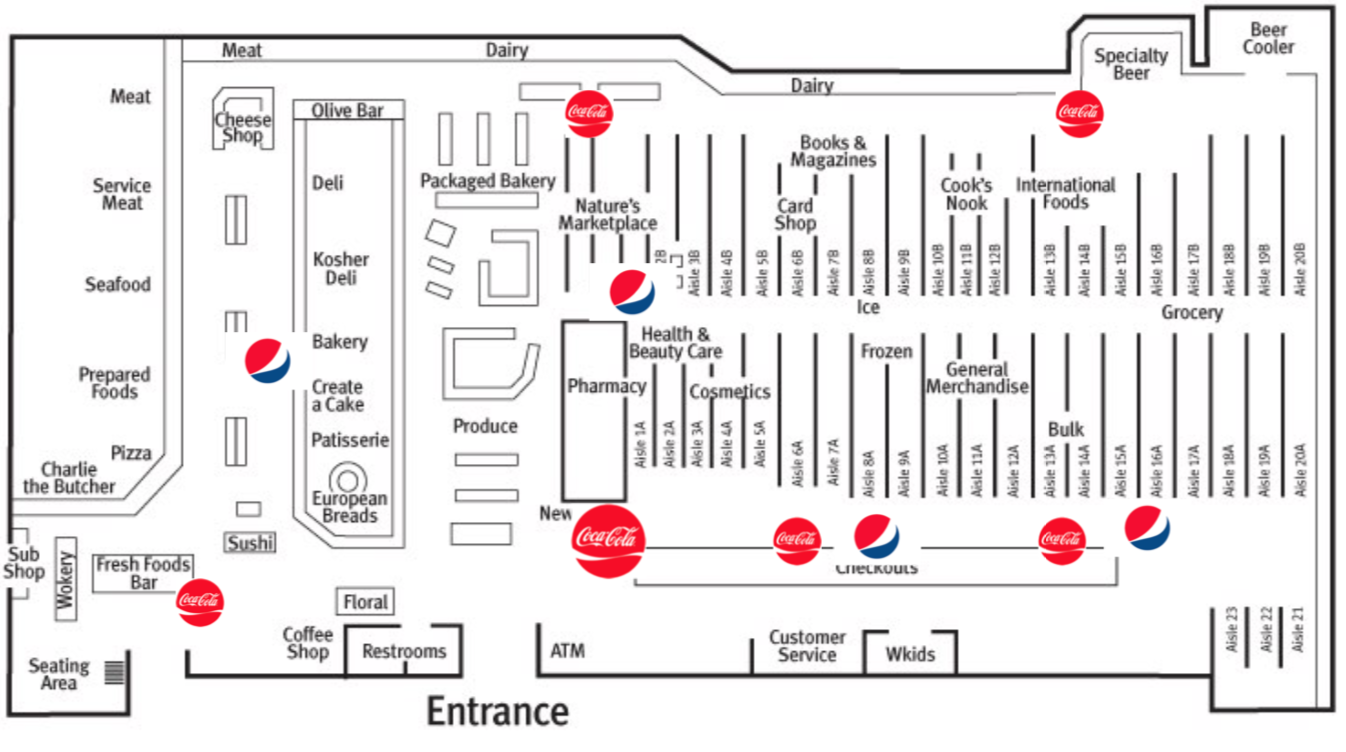 Beer
Cooler
Specialty
Beer
Meat
Dairy
Dairy
Meat
Cheese
Shop
Olive Bar
Coca-Cola
Coca-Cola
Deli
Packaged Bakery
Service
Meat
Books &
Magazines
Nature's
Marketplace
Card
Shop
Cook's
Nook
International
Foods
Kosher
Deli
Seafood
2B
Aisle 3B
Aisle 4B
Aisle 5B
Aisle 6B
Aisle 7B
Aisle 8B
Aisle 9B
Aisle 10B
Aisle 11B
Aisle 12B
Aisle 13B
Aisle 14B
Aisle 15B
Aisle 16B
Aisle 17B
Aisle 18B
Aisle 19B
Aisle 20B
Ice
Grocery
Bakery
Health &
Beauty Care
Frozen
Prepared
Foods
Create
a Cake
Pharmacy
Cosmetics
General
Merchandise
Patisserie
Produce
Bulk
Pizza
Charlie
the Butcher
European
Breads
Aisle 1A
Aisle 2A
Aisle 3A
Aisle 4A
Aisle 5A
Aisle 6A
Aisle 7A
Aisle 8A
Aisle 9A
Aisle 10A
Aisle 11A
Aisle 12A
Aisle 13A
Aisle 14A
Aisle 15A
Aisle 16A
Aisle 17A
Aisle 18A
Aisle 19A
Aisle 20A
New
Coca-Cola
Coca-Cola
Coca-Cola
Checkouts
Sushi
Sub
Shop
Wokery
Fresh Foods
Bar
Coca-Cola
Floral
Coffee
Shop
Restrooms
ATM
Customer
Service
Wkids
Aisle 23
Aisle 22
Aisle 21
Seating
Area
Entrance